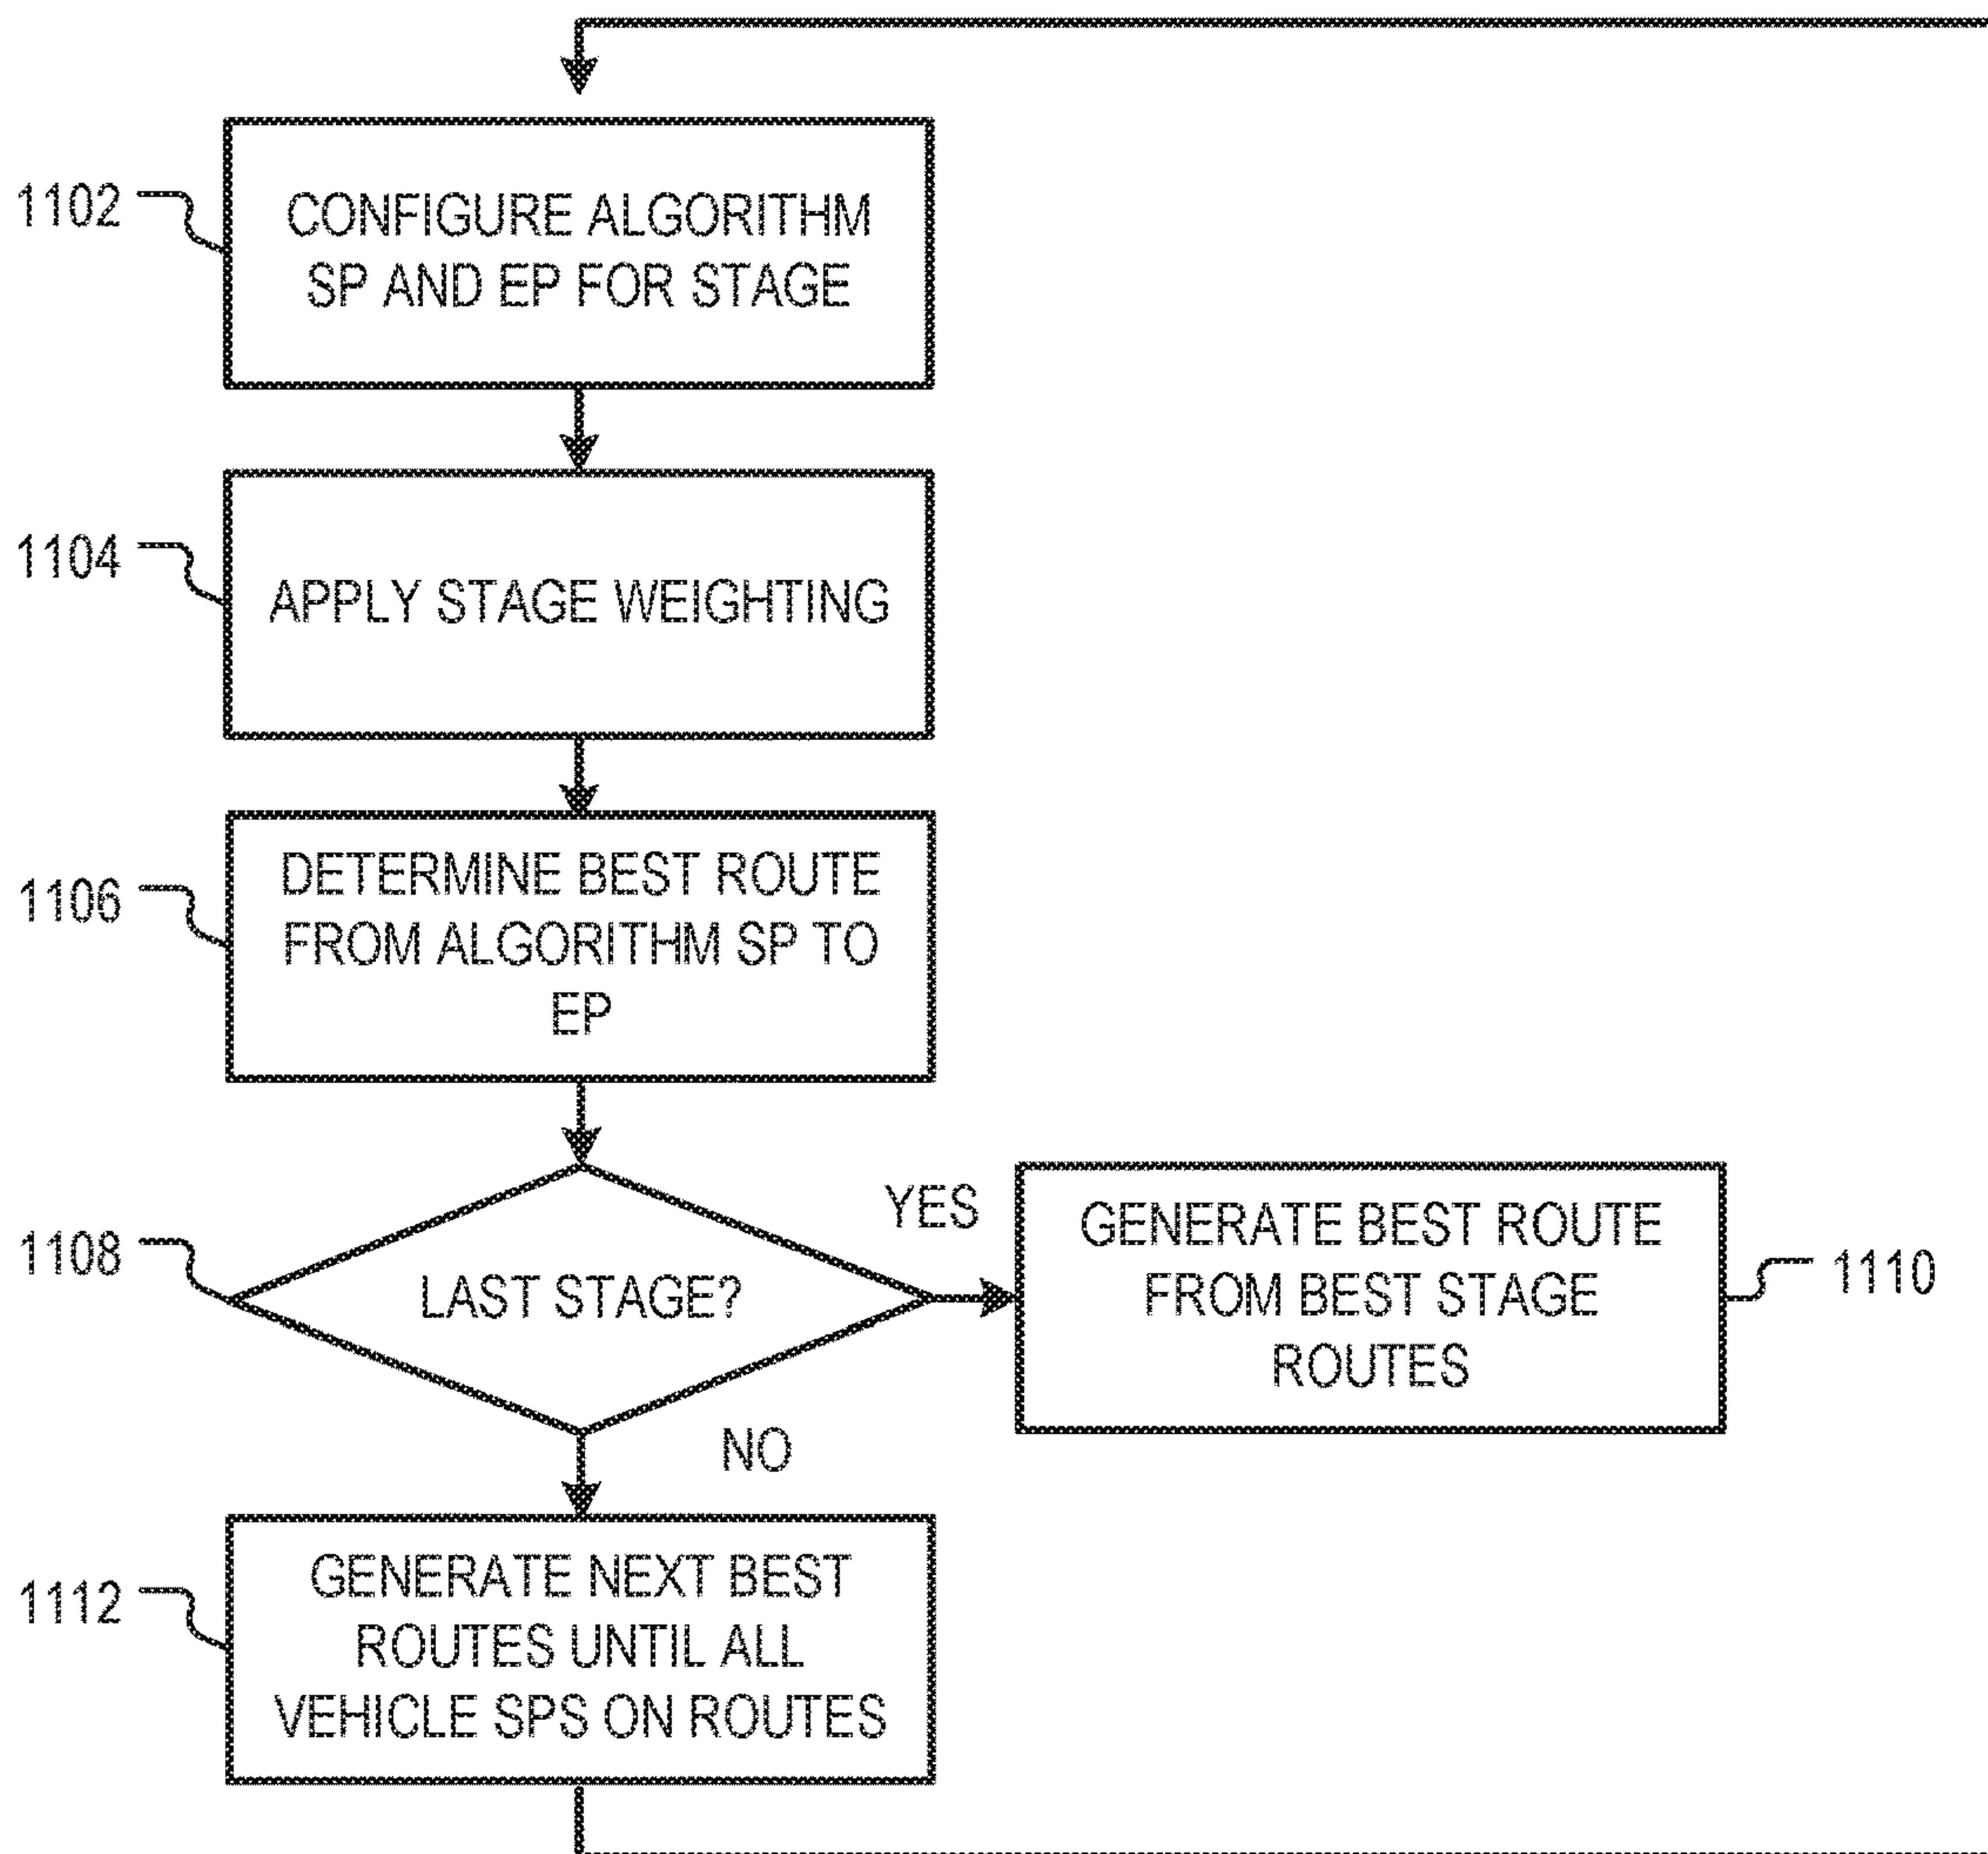 1102
CONFIGURE ALGORITHM
SP AND EP FOR STAGE
1104
APPLY STAGE WEIGHTING
1106
DETERMINE BEST ROUTE
FROM ALGORITHM SP TO
EP
1108
LAST STAGE?
YES
GENERATE BEST ROUTE
FROM BEST STAGE
ROUTES
1110
NO
1112
GENERATE NEXT BEST
ROUTES UNTIL ALL
VEHICLE SPS ON ROUTES